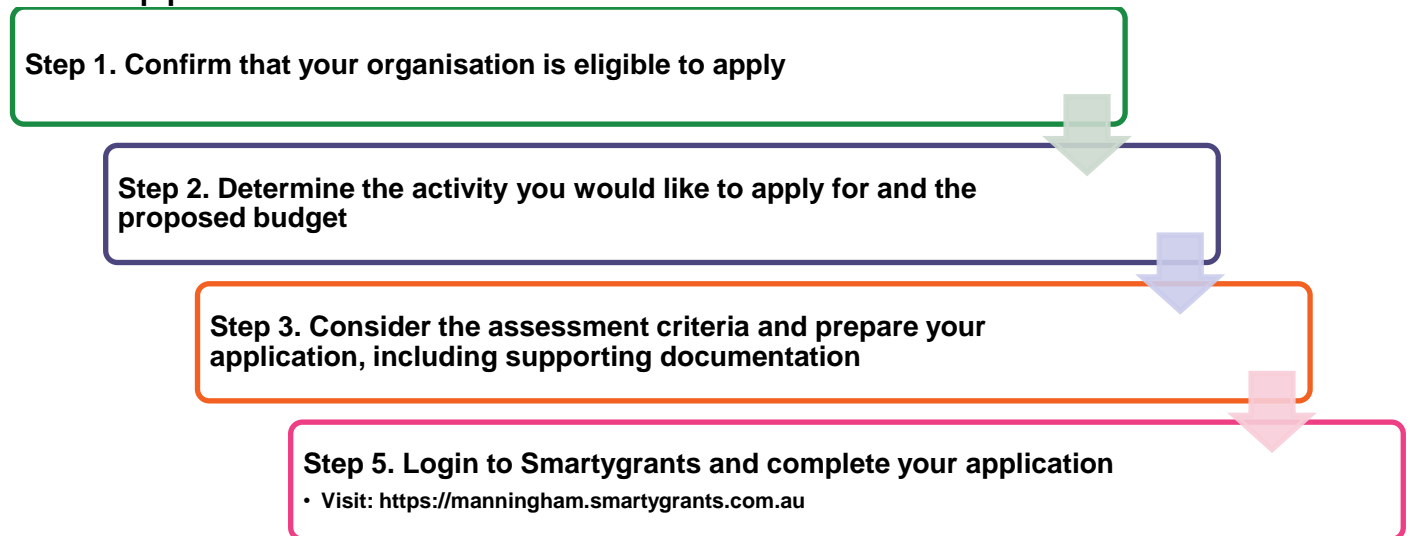 Step 1. Confirm that your organisation is eligible to apply
Step 2. Determine the activity you would like to apply for and the
proposed budget
Step 3. Consider the assessment criteria and prepare your
application, including supporting documentation
Step 5. Login to Smartygrants and complete your application
• Visit: https://manningham.smartygrants.com.au